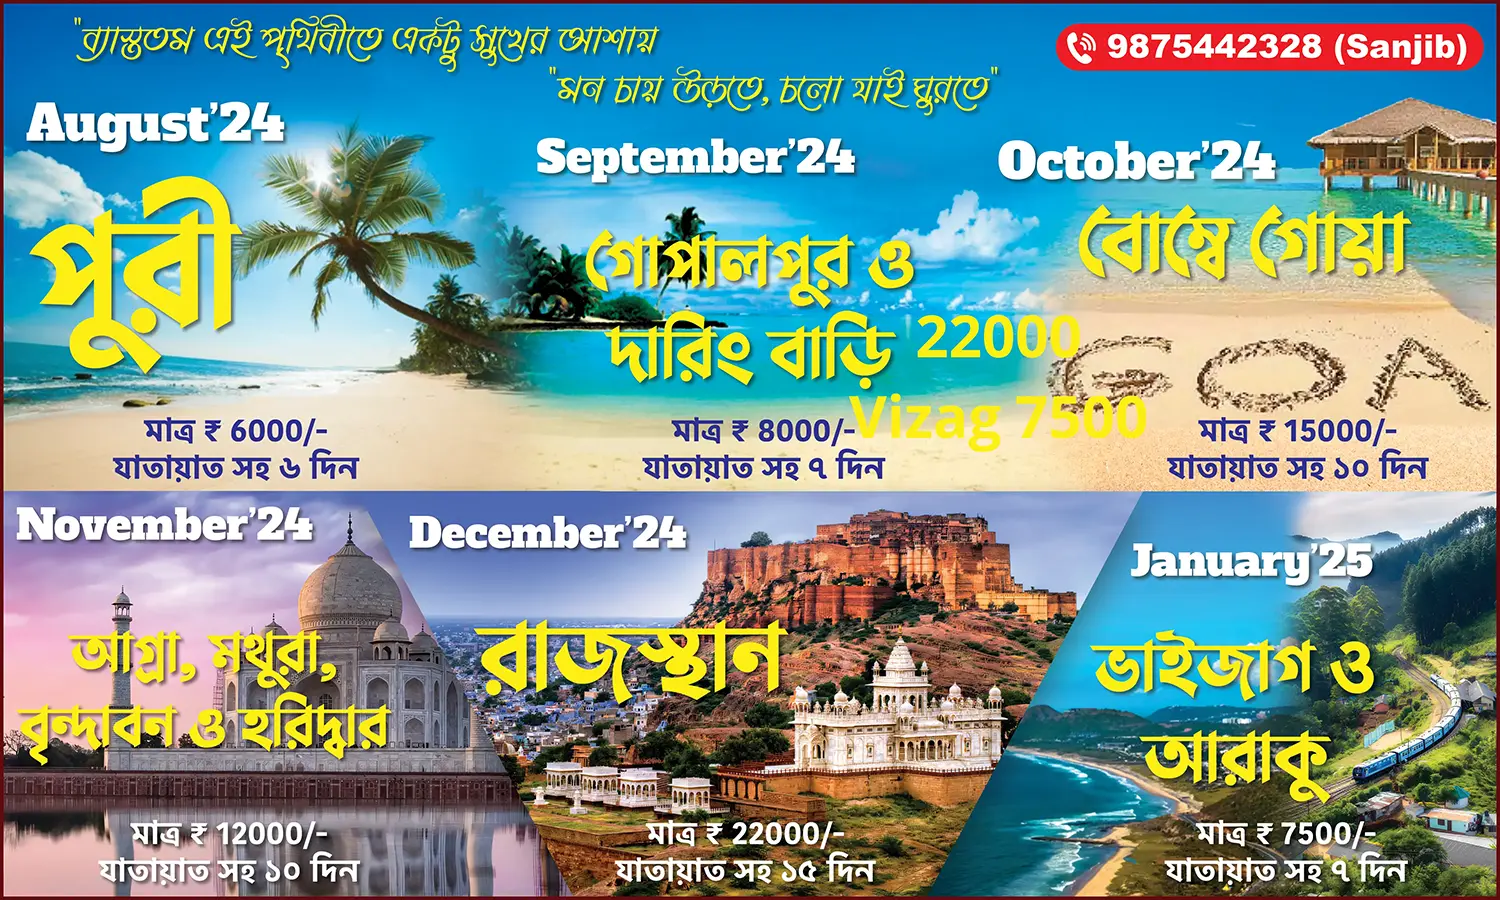 "ব্যাস্ততম এই পৃথিবীতে একটু সুখের আশায়
"মন চায় উড়তে, চলো যাই ঘুরতে"
9875442328 (Sanjib)
August'24
পুরী
মাত্র ₹ 6000/-
যাতায়াত সহ ৬ দিন
September'24
গোপালপুর ও
দারিং বাড়ি
22000
Vizag 7500
মাত্র ₹ 8000/-
যাতায়াত সহ ৭ দিন
October'24
বোম্বে গোয়া
GOA
মাত্র ₹ 15000/-
যাতায়াত সহ ১০ দিন
November'24
আগ্রা, মথুরা,
বৃন্দাবন ও হরিদ্বার
মাত্র ₹ 12000/-
যাতায়াত সহ ১০ দিন
December'24
রাজস্থান
মাত্র ₹ 22000/-
যাতায়াত সহ ১৫ দিন
January'25
ভাইজাগ ও
আরাকু
মাত্র ₹ 7500/-
যাতায়াত সহ ৭ দিন